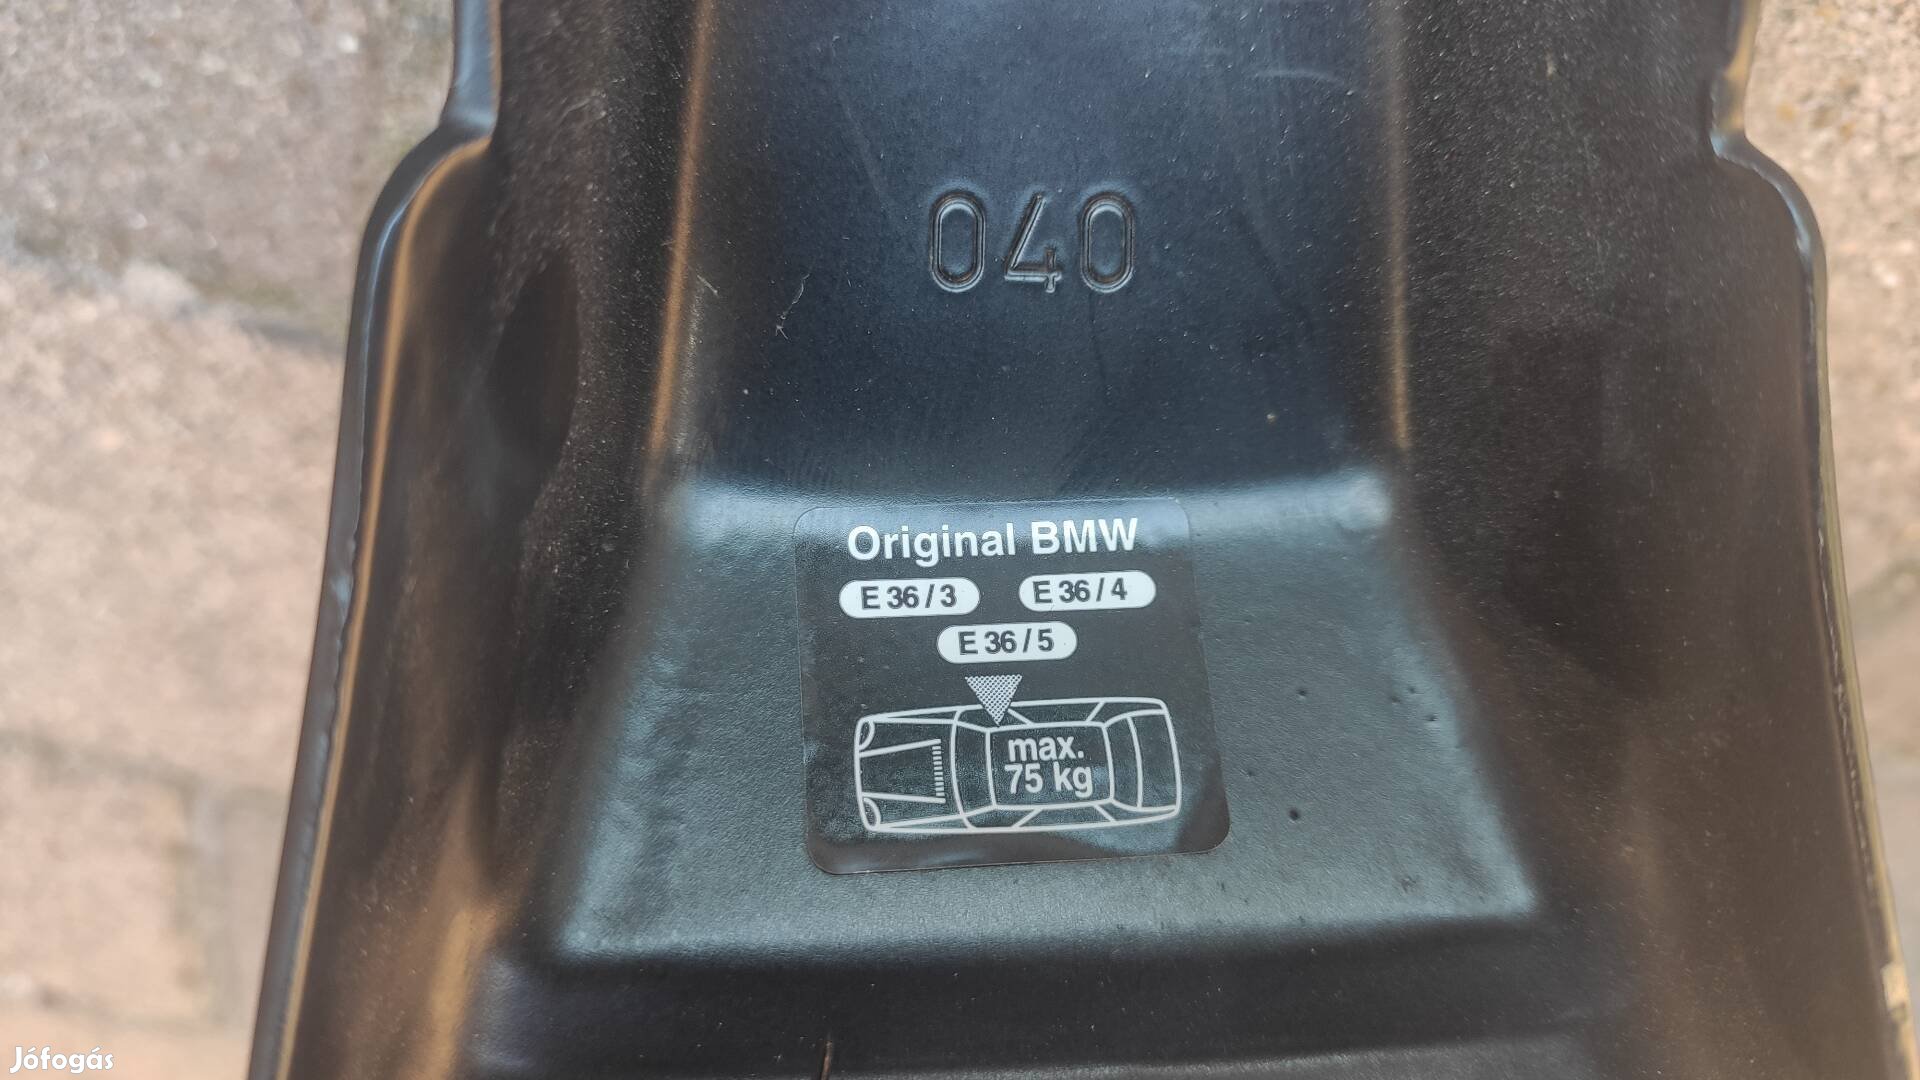 040
Original BMW
E 36 / 3 E 36 / 4
E 36 / 5
max.
75 kg
Jófogás